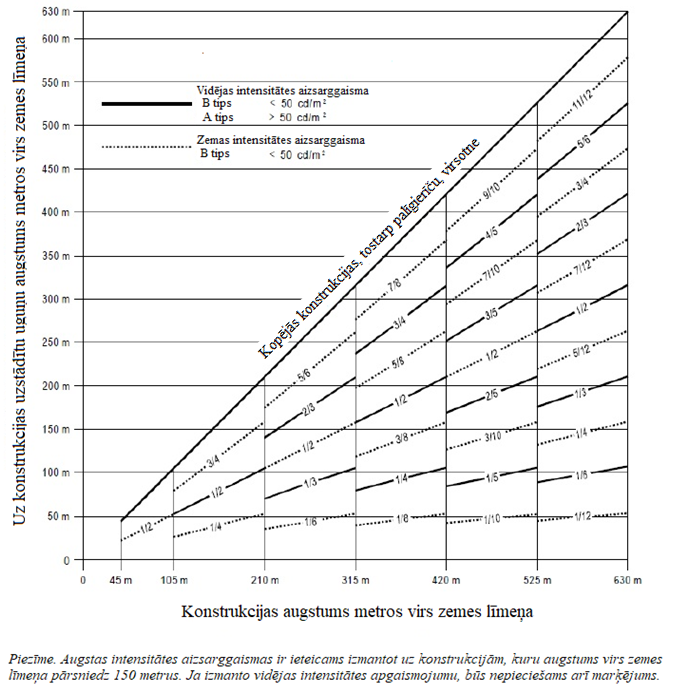 Uz konstrukcijas uzstādītu uguņu augstums metros virs zemes līmeņa
630 m
600 m
550 m
500 m
450 m
400 m
350 m
300 m
250 m
200 m
150 m
100 m
50 m
0
Vidējas intensitātes aizsarggaisma
B tips < 50 cd/m²
A tips > 50 cd/m²
Zemas intensitātes aizsarggaisma
B tips < 50 cd/m²
Kopējās konstrukcijas, tostarp palīgierīču, virsotne
1/2
3/4
1/2
1/4
5/6
2/3
1/2
1/3
1/6
7/8
3/4
5/8
1/2
3/8
1/4
1/8
9/10
4/5
7/10
3/5
1/2
2/5
3/10
1/5
1/10
11/12
5/6
3/4
2/3
7/12
1/2
5/12
1/3
1/4
1/6
1/12
0 45 m 105 m 210 m 315 m 420 m 525 m 630 m
Konstrukcijas augstums metros virs zemes līmeņa
Piezīme. Augstas intensitātes aizsarggaismas ir ieteicams izmantot uz konstrukcijām, kuru augstums virs zemes
līmeņa pārsniedz 150 metrus. Ja izmanto vidējas intensitātes apgaismojumu, būs nepieciešams arī marķējums.